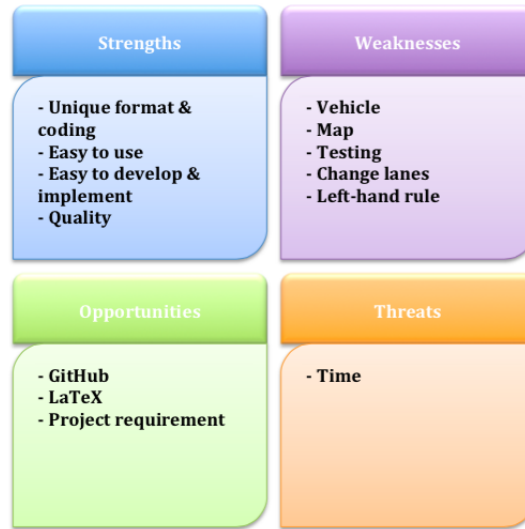 Strengths
- Unique format &
coding
- Easy to use
- Easy to develop &
implement
- Quality
Weaknesses
- Vehicle
- Map
- Testing
- Change lanes
- Left-hand rule
Opportunities
- GitHub
- LaTeX
- Project requirement
Threats
- Time